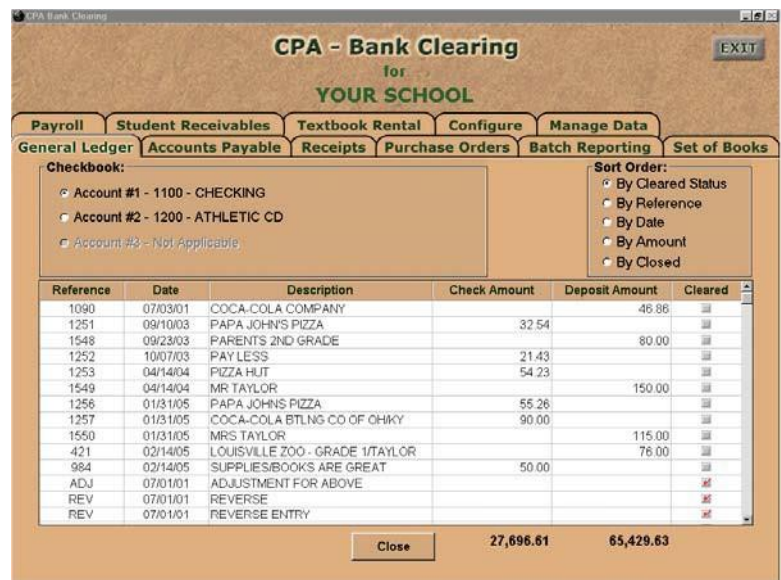 CPA Bank Clearing
CPA - Bank Clearing
EXIT
for
YOUR SCHOOL
Payroll Student Receivables Textbook Rental Configure Manage Data
General Ledger Accounts Payable Receipts Purchase Orders Batch Reporting Set of Books
Checkbook: Sort Order:
Account #1 - 1100 - CHECKING By Cleared Status
By Reference
Account #2 - 1200 - ATHLETIC CD By Date
Account #3 - Not Applicable By Amount
By Closed
Reference Date Description Check Amount Deposit Amount Cleared
1090 07/03/01 COCA-COLA COMPANY 46.86
1251 09/10/03 PAPA JOHN'S PIZZA 32.54
1548 09/23/03 PARENTS 2ND GRADE 80.00
1252 10/07/03 PAY LESS 21.43
1253 04/14/04 PIZZA HUT 54.23
1549 04/14/04 MR TAYLOR 150.00
1256 01/31/05 PAPA JOHNS PIZZA 55.26
1257 01/31/05 COCA-COLA BTLNG CO OF OH/KY 90.00
1550 01/31/05 MRS TAYLOR 115.00
421 02/14/05 LOUISVILLE ZOO - GRADE 1/TAYLOR 76.00
984 02/14/05 SUPPLIES/BOOKS ARE GREAT 50.00
ADJ 07/01/01 ADJUSTMENT FOR ABOVE
REV 07/01/01 REVERSE
REV 07/01/01 REVERSE ENTRY
Close 27,696.61 65,429.63